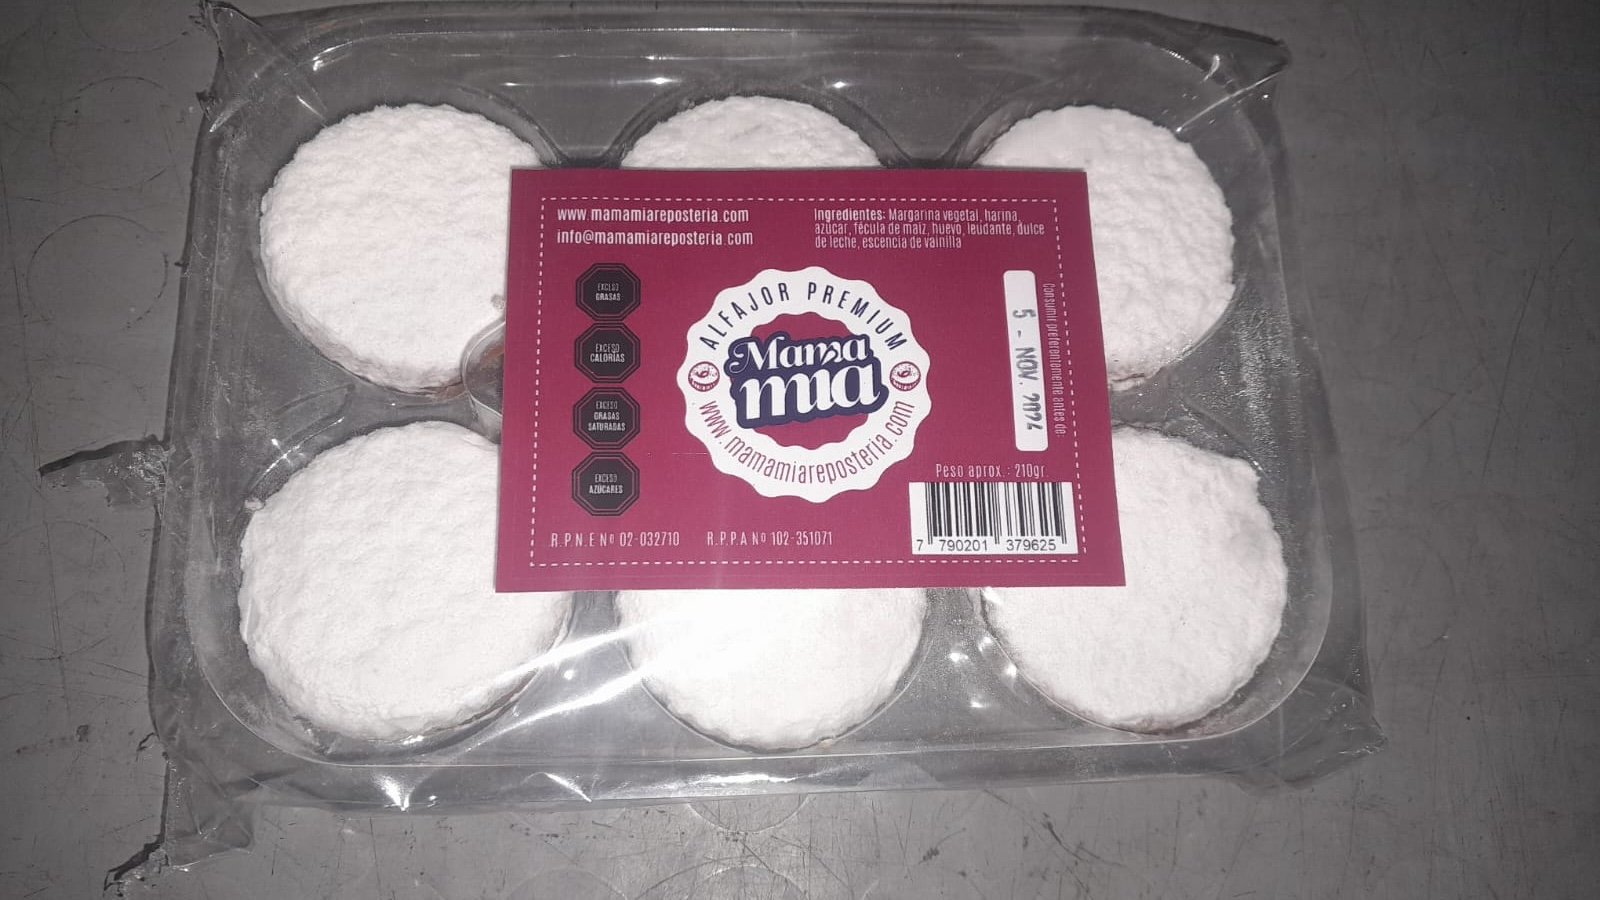 www.mamamiareposteria.com
info@mamamiareposteria.com
Ingredientes: Margarina vegetal, harina,
azúcar, fécula de maiz, huevo, leudante, dulce
de leche, escencia de vainilla
EXCESO
GRASAS
EXCESO
CALORÍAS
EXCESO
GRASAS
SATURADAS
EXCESO
AZÚCARES
ALFAJOR PREMIUM
Mama
mia
www.mamamiareposteria.com
Consumir preferentemente antes de:
5 - NOV. 2024
Peso aprox.: 210gr.
7 790201 379625
R.P.N.E Nº 02-032710
R.P.P.A Nº 102-351071